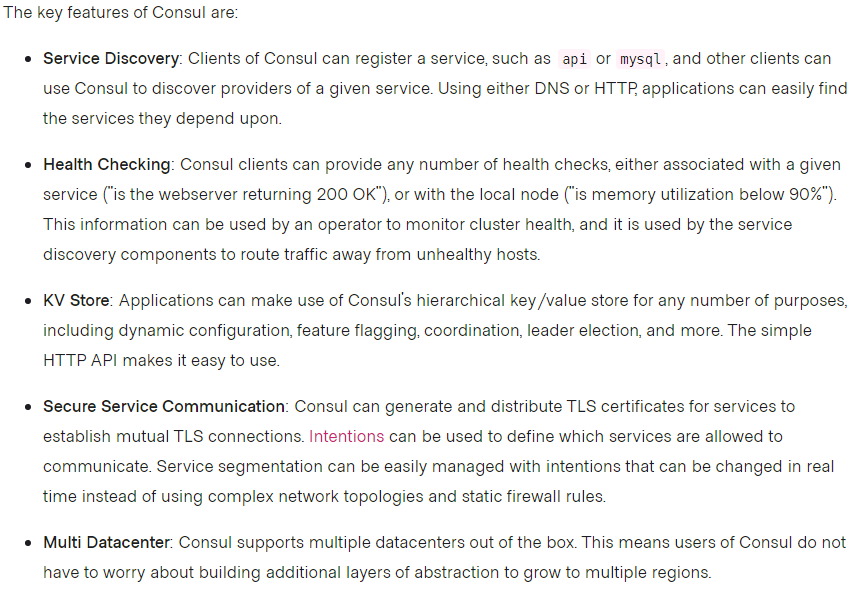 The key features of Consul are:
• Service Discovery: Clients of Consul can register a service, such as api or mysql, and other clients can
use Consul to discover providers of a given service. Using either DNS or HTTP, applications can easily find
the services they depend upon.
• Health Checking: Consul clients can provide any number of health checks, either associated with a given
service ("is the webserver returning 200 OK"), or with the local node ("is memory utilization below 90%").
This information can be used by an operator to monitor cluster health, and it is used by the service
discovery components to route traffic away from unhealthy hosts.
• KV Store: Applications can make use of Consul's hierarchical key/value store for any number of purposes,
including dynamic configuration, feature flagging, coordination, leader election, and more. The simple
HTTP API makes it easy to use.
• Secure Service Communication: Consul can generate and distribute TLS certificates for services to
establish mutual TLS connections. Intentions can be used to define which services are allowed to
communicate. Service segmentation can be easily managed with intentions that can be changed in real
time instead of using complex network topologies and static firewall rules.
• Multi Datacenter: Consul supports multiple datacenters out of the box. This means users of Consul do not
have to worry about building additional layers of abstraction to grow to multiple regions.